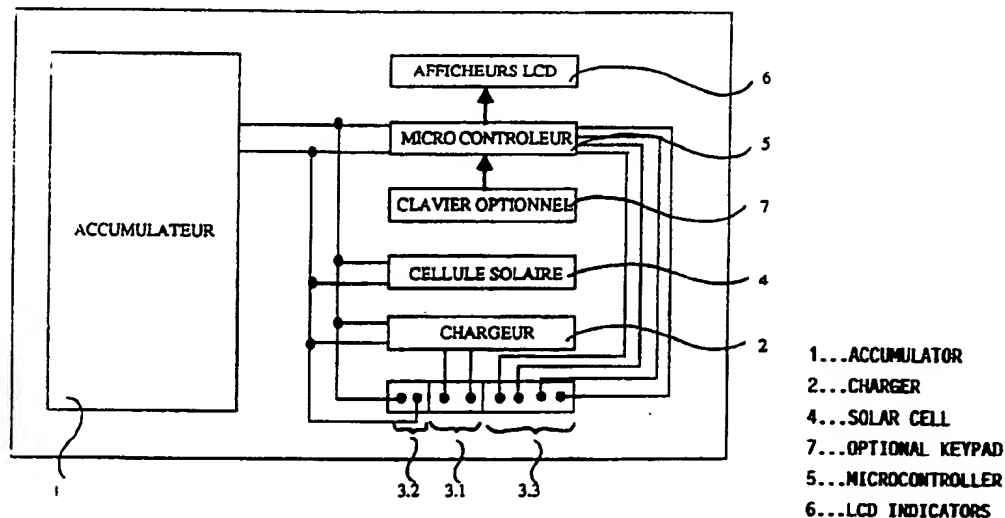 AFFICHEURS LCD
6
MICRO CONTROLEUR
5
CLAVIER OPTIONNEL
7
ACCUMULATEUR
CELLULE SOLAIRE
4
CHARGEUR
2
1
3.2
3.1
3.3
1...ACCUMULATOR
2...CHARGER
4...SOLAR CELL
7...OPTIONAL KEYPAD
5...MICROCONTROLLER
6...LCD INDICATORS